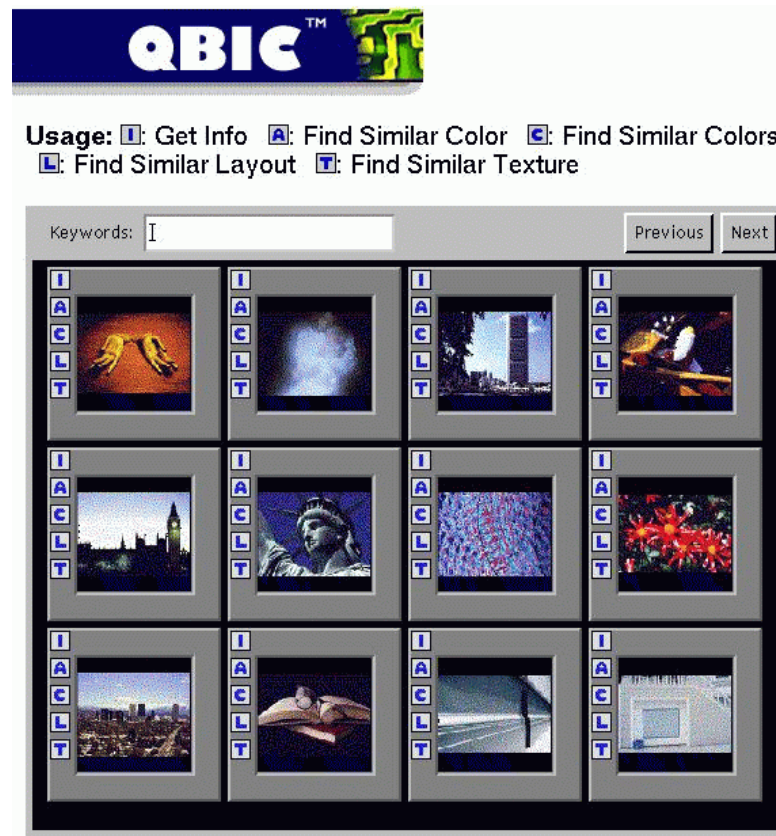 QBIC™
Usage: I: Get Info A: Find Similar Color C: Find Similar Colors
L: Find Similar Layout T: Find Similar Texture
Keywords: Previous Next
I I I I
A A A A
C C C C
L L L L
T T T T
I I I I
A A A A
C C C C
L L L L
T T T T
I I I I
A A A A
C C C C
L L L L
T T T T